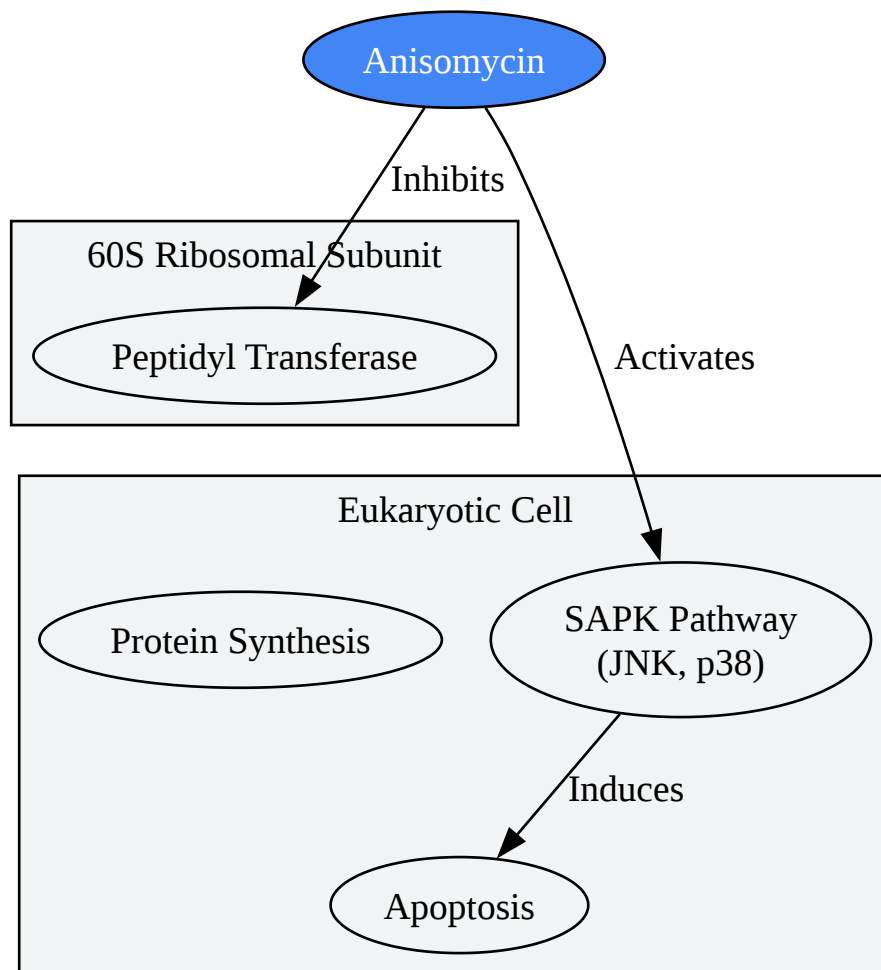 Anisomycin
Inhibits
60S Ribosomal Subunit
Peptidyl Transferase
Activates
Eukaryotic Cell
Protein Synthesis
SAPK Pathway
(JNK, p38)
Induces
Apoptosis